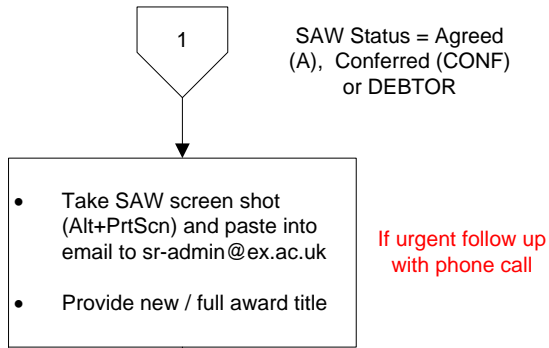 1
SAW Status = Agreed
(A),  Conferred (CONF)
or DEBTOR
• Take SAW screen shot
(Alt+PrtScn) and paste into
email to sr-admin@ex.ac.uk
• Provide new / full award title
If urgent follow up
with phone call